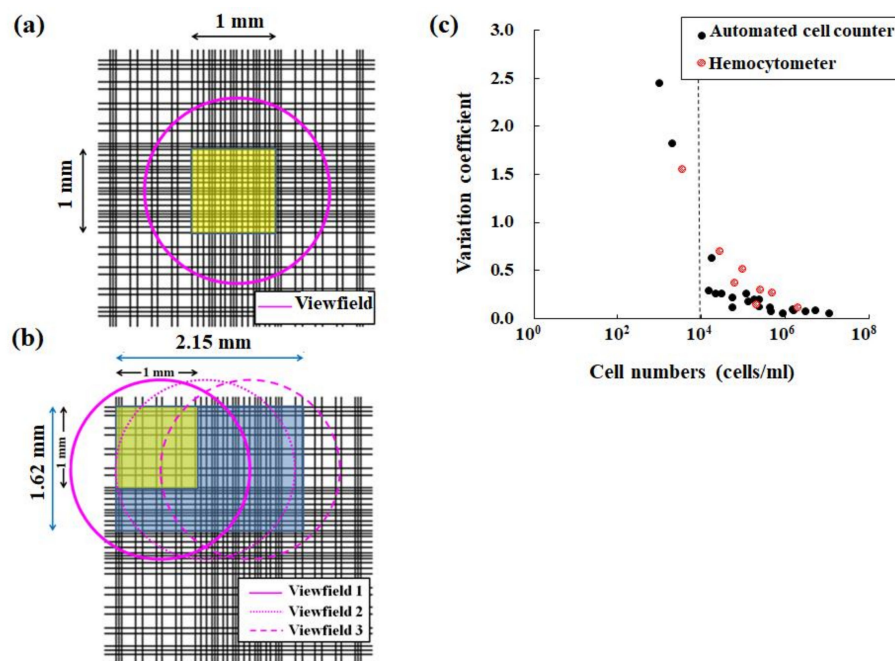 (a)
1 mm
1 mm
Viewfield
(b)
2.15 mm
1 mm
1.62 mm
1 mm
Viewfield 1
Viewfield 2
Viewfield 3
(c)
Automated cell counter
Hemocytometer
Variation coefficient
3.0
2.5
2.0
1.5
1.0
0.5
0.0
10⁰ 10² 10⁴ 10⁶ 10⁸
Cell numbers (cells/ml)